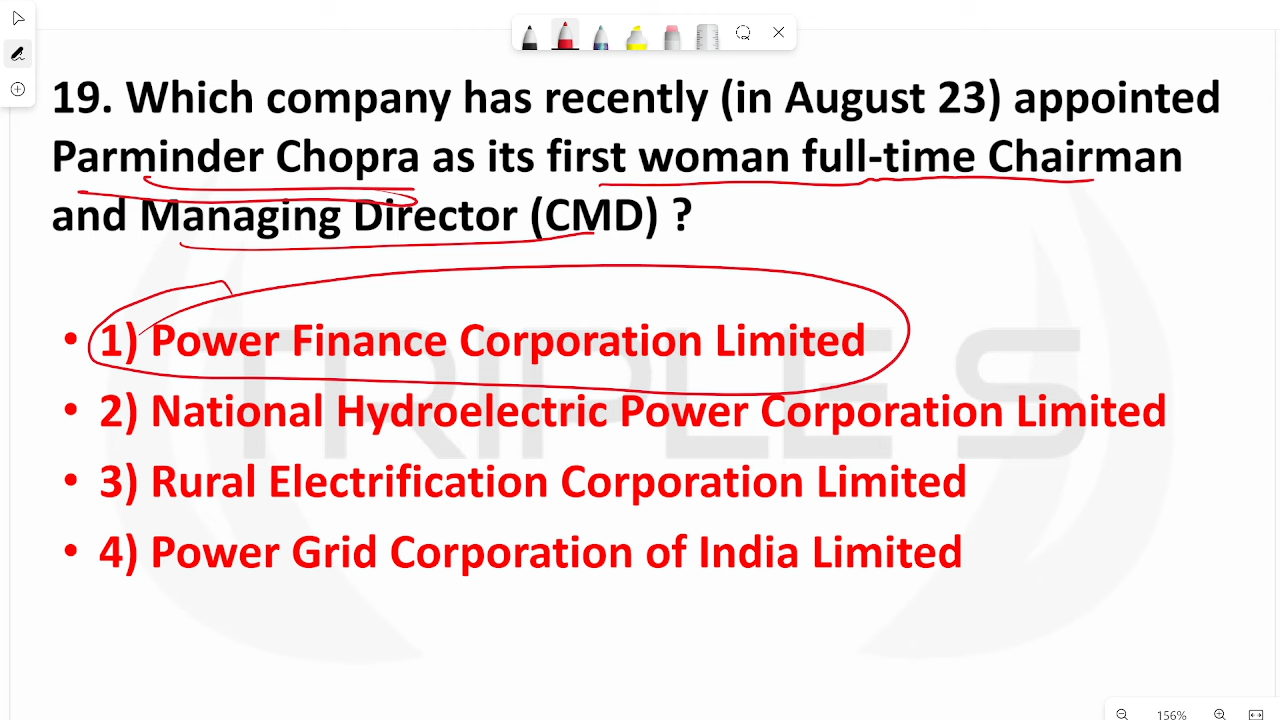 19. Which company has recently (in August 23) appointed
Parminder Chopra as its first woman full-time Chairman
and Managing Director (CMD) ?
• 1) Power Finance Corporation Limited
• 2) National Hydroelectric Power Corporation Limited
• 3) Rural Electrification Corporation Limited
• 4) Power Grid Corporation of India Limited
TRIPLE S
156%